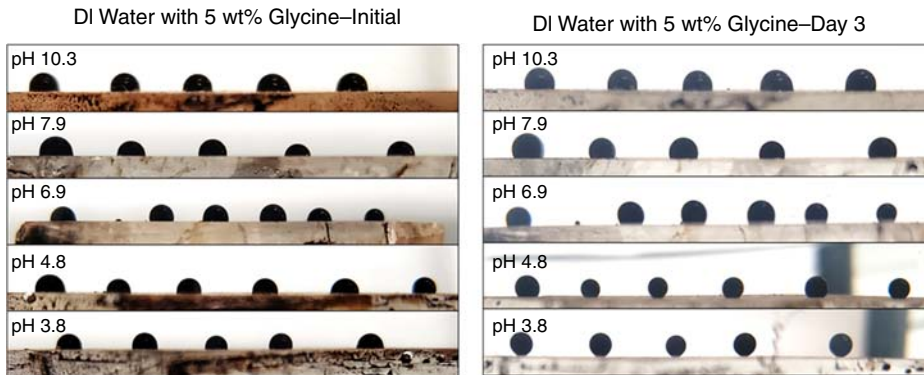 DI Water with 5 wt% Glycine–Initial
pH 10.3
pH 7.9
pH 6.9
pH 4.8
pH 3.8
DI Water with 5 wt% Glycine–Day 3
pH 10.3
pH 7.9
pH 6.9
pH 4.8
pH 3.8